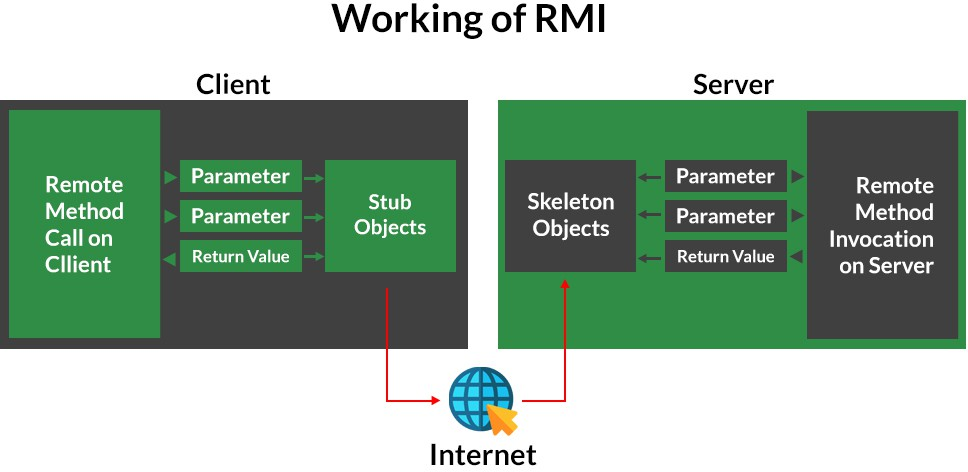 Working of RMI
Client
Server
Remote
Method
Call on
Cllient
Parameter
Parameter
Return Value
Stub
Objects
Skeleton
Objects
Parameter
Parameter
Return Value
Remote
Method
Invocation
on Server
Internet